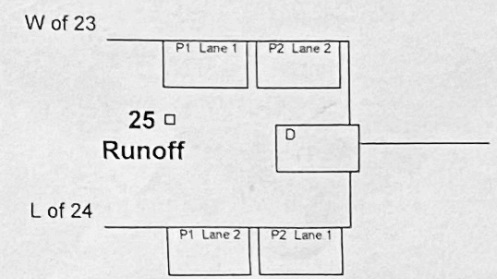 W of 23
P1 Lane 1 P2 Lane 2
25
Runoff
D
L of 24
P1 Lane 2 P2 Lane 1